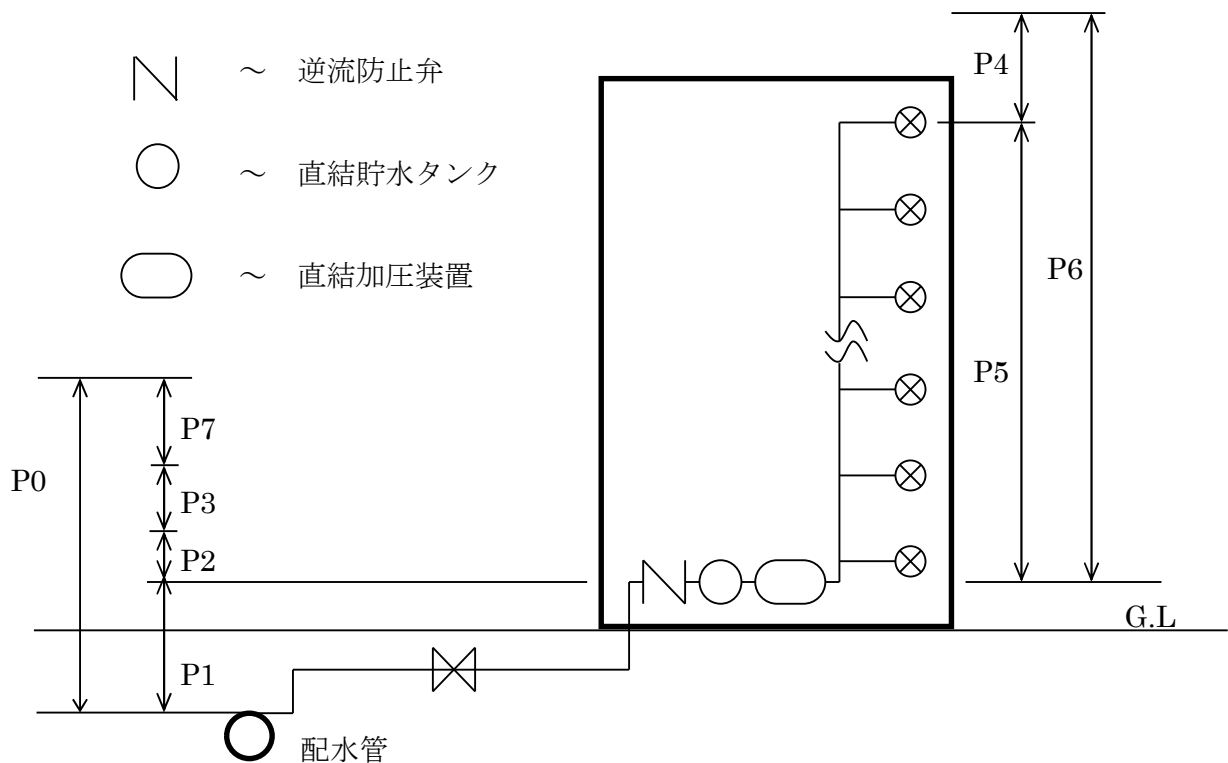 ～ 逆流防止弁
～ 直結貯水タンク
～ 直結加圧装置
P4
P6
P5
P7
P0
P3
P2
P1
G.L
配水管